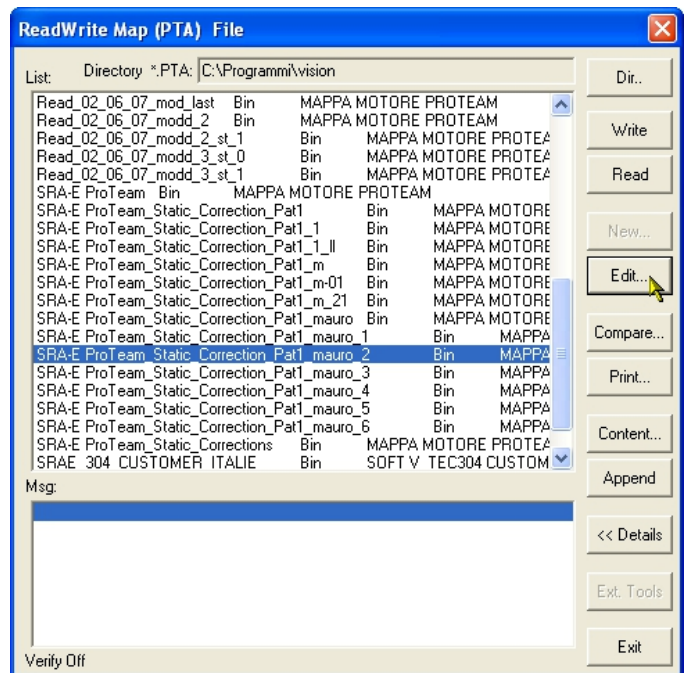 ReadWrite Map (PTA) File
List: Directory *.PTA: C:\Programmi\vision
Read_02_06_07_mod_last Bin MAPPA MOTORE PROTEAM
Read_02_06_07_modd_2 Bin MAPPA MOTORE PROTEAM
Read_02_06_07_modd_2_st_1 Bin MAPPA MOTORE PROTEA
Read_02_06_07_modd_3_st_0 Bin MAPPA MOTORE PROTEA
Read_02_06_07_modd_3_st_1 Bin MAPPA MOTORE PROTEA
SRA-E ProTeam Bin MAPPA MOTORE PROTEAM
SRA-E ProTeam_Static_Correction_Pat1 Bin MAPPA MOTORE
SRA-E ProTeam_Static_Correction_Pat1_1 Bin MAPPA MOTORE
SRA-E ProTeam_Static_Correction_Pat1_1_II Bin MAPPA MOTORE
SRA-E ProTeam_Static_Correction_Pat1_m Bin MAPPA MOTORE
SRA-E ProTeam_Static_Correction_Pat1_m-01 Bin MAPPA MOTORE
SRA-E ProTeam_Static_Correction_Pat1_m_21 Bin MAPPA MOTORE
SRA-E ProTeam_Static_Correction_Pat1_mauro Bin MAPPA MOTORE
SRA-E ProTeam_Static_Correction_Pat1_mauro_1 Bin MAPPA
SRA-E ProTeam_Static_Correction_Pat1_mauro_2 Bin MAPPA
SRA-E ProTeam_Static_Correction_Pat1_mauro_3 Bin MAPPA
SRA-E ProTeam_Static_Correction_Pat1_mauro_4 Bin MAPPA
SRA-E ProTeam_Static_Correction_Pat1_mauro_5 Bin MAPPA
SRA-E ProTeam_Static_Correction_Pat1_mauro_6 Bin MAPPA
SRA-E ProTeam_Static_Corrections Bin MAPPA MOTORE PROTEA
SRAE_304_CUSTOMER_ITALIE Bin SOFT V_TEC304 CUSTOM
Msg:
Verify Off
Dir..
Write
Read
New...
Edit...
Compare...
Print...
Content...
Append
<< Details
Ext. Tools
Exit